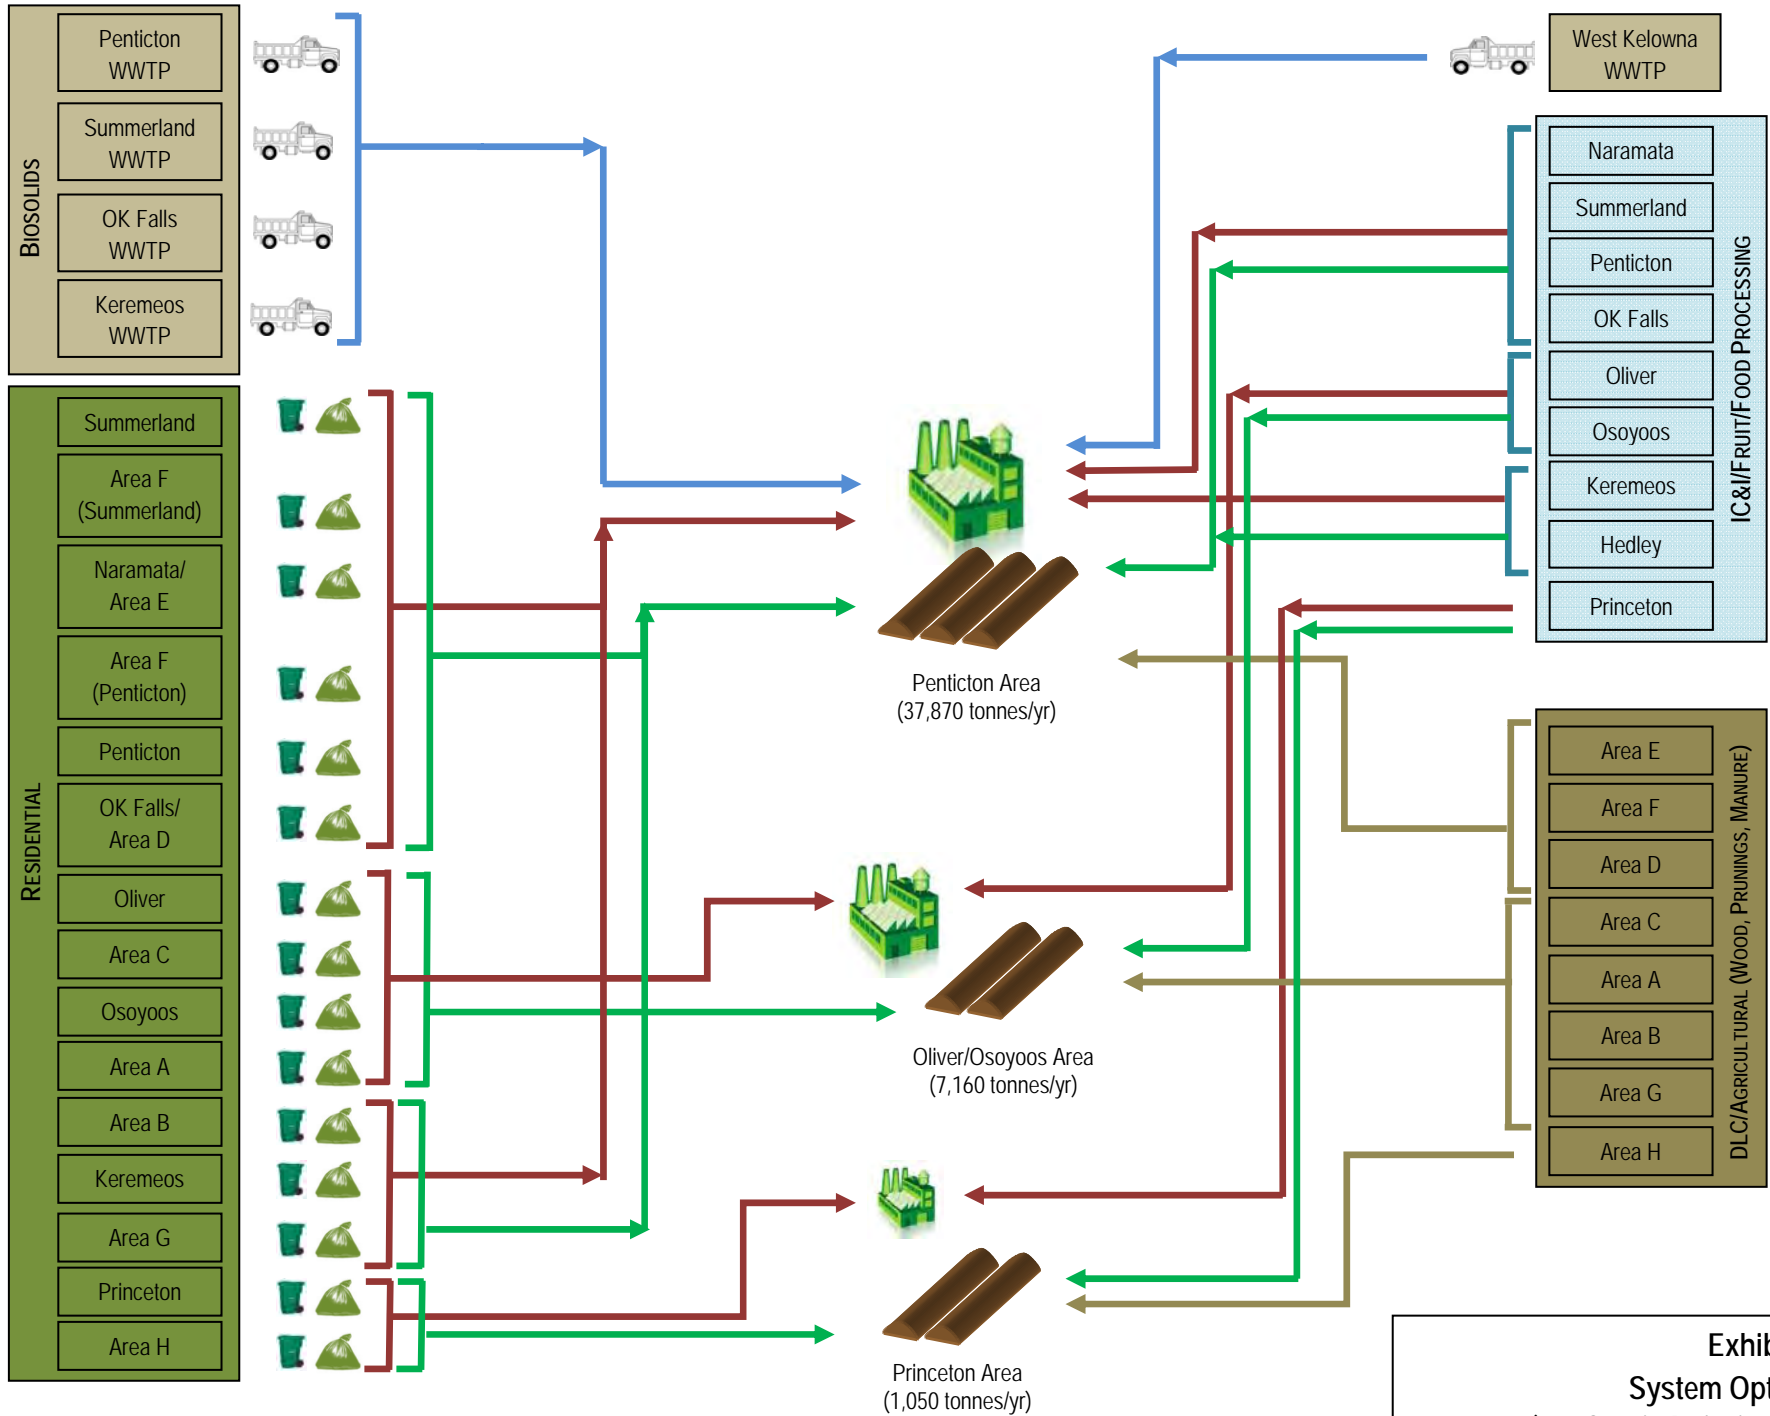 BIOSOLIDS
Penticton
WWTP
Summerland
WWTP
OK Falls
WWTP
Keremeos
WWTP
RESIDENTIAL
Summerland
Area F
(Summerland)
Naramata/
Area E
Area F
(Penticton)
Penticton
OK Falls/
Area D
Oliver
Area C
Osoyoos
Area A
Area B
Keremeos
Area G
Princeton
Area H
Penticton Area
(37,870 tonnes/yr)
Oliver/Osoyoos Area
(7,160 tonnes/yr)
Princeton Area
(1,050 tonnes/yr)
West Kelowna
WWTP
IC&I/FRUIT/FOOD PROCESSING
Naramata
Summerland
Penticton
OK Falls
Oliver
Osoyoos
Keremeos
Hedley
Princeton
DLC/AGRICULTURAL (WOOD, PRUNINGS, MANURE)
Area E
Area F
Area D
Area C
Area A
Area B
Area G
Area H
Exhib
System Opt